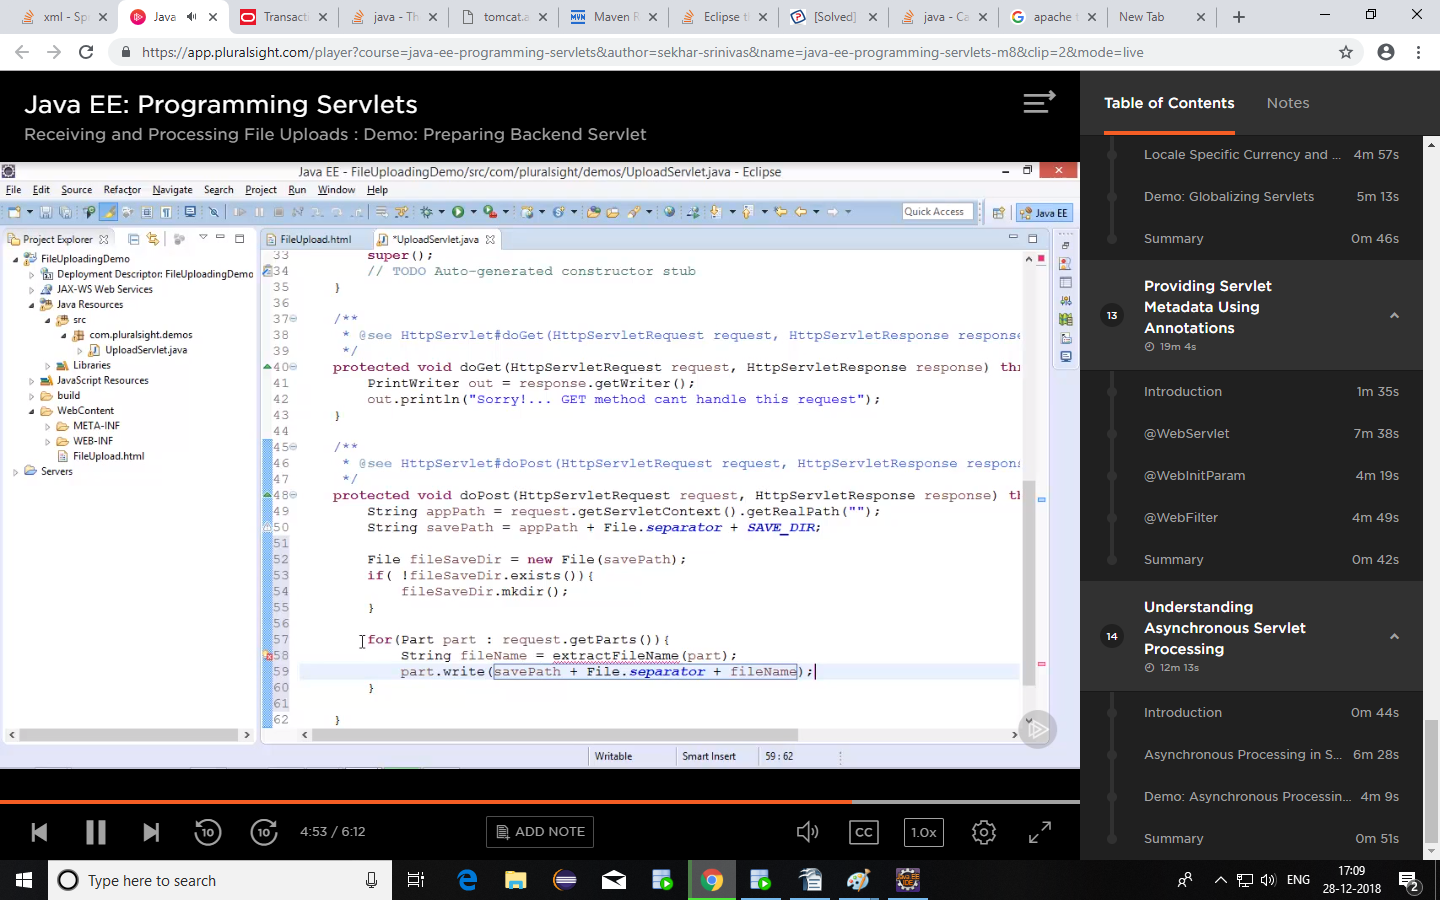 xml - Sp
Java
Transacti
java - Th
tomcat.a
Maven R
Eclipse t
[Solved]
java - Ca
apache
New Tab
https://app.pluralsight.com/player?course=java-ee-programming-servlets&author=sekhar-srinivas&name=java-ee-programming-servlets-m8&clip=2&mode=live
Java EE: Programming Servlets
Receiving and Processing File Uploads : Demo: Preparing Backend Servlet
Java EE - FileUploadingDemo/src/com/pluralsight/demos/UploadServlet.java - Eclipse
File Edit Source Refactor Navigate Search Project Run Window Help
Quick Access
Java EE
Project Explorer
FileUploadingDemo
Deployment Descriptor: FileUploadingDemo
JAX-WS Web Services
Java Resources
src
com.pluralsight.demos
UploadServlet.java
Libraries
JavaScript Resources
build
WebContent
META-INF
WEB-INF
FileUpload.html
Servers
FileUpload.html
*UploadServlet.java
33 super();
34 // TODO Auto-generated constructor stub
35 }
36
37 /**
38 * @see HttpServlet#doGet(HttpServletRequest request, HttpServletResponse response
39 */
40 protected void doGet(HttpServletRequest request, HttpServletResponse response) th
41 PrintWriter out = response.getWriter();
42 out.println("Sorry!... GET method cant handle this request");
43 }
44
45 /**
46 * @see HttpServlet#doPost(HttpServletRequest request, HttpServletResponse respon
47 */
48 protected void doPost(HttpServletRequest request, HttpServletResponse response) th
49 String appPath = request.getServletContext().getRealPath("");
50 String savePath = appPath + File.separator + SAVE_DIR;
51
52 File fileSaveDir = new File(savePath);
53 if( !fileSaveDir.exists()){
54 fileSaveDir.mkdir();
55 }
56
57 for(Part part : request.getParts()){
58 String fileName = extractFileName(part);
59 part.write(savePath + File.separator + fileName);
60 }
61
62 }
Writable
Smart Insert
59 : 62
10
10
4:53 / 6:12
ADD NOTE
CC
1.0x
Table of Contents
Notes
Locale Specific Currency and ... 4m 57s
Demo: Globalizing Servlets 5m 13s
Summary 0m 46s
13
Providing Servlet
Metadata Using
Annotations
19m 4s
Introduction 1m 35s
@WebServlet 7m 38s
@WebInitParam 4m 19s
@WebFilter 4m 49s
Summary 0m 42s
14
Understanding
Asynchronous Servlet
Processing
12m 13s
Introduction 0m 44s
Asynchronous Processing in S... 6m 28s
Demo: Asynchronous Processin... 4m 9s
Summary 0m 51s
Type here to search
ENG
17:09
28-12-2018
2